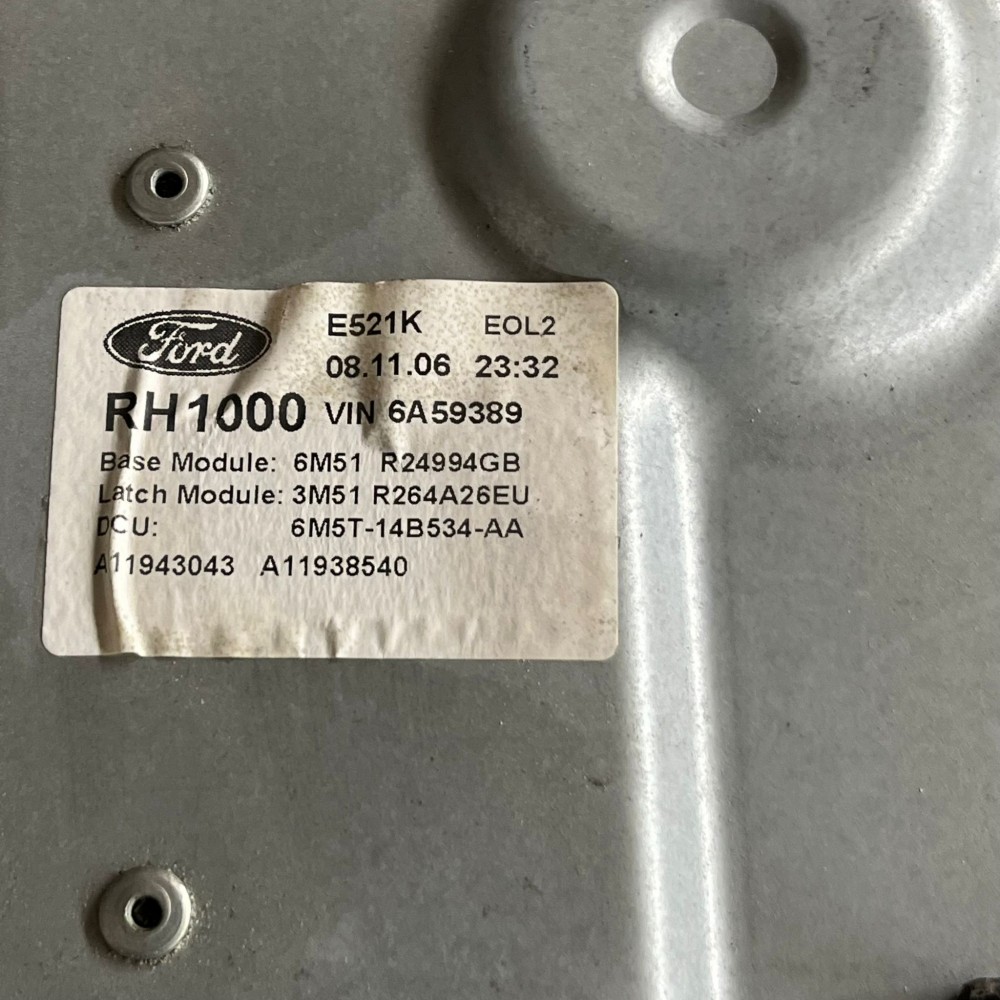 Ford
E521K EOL2
08.11.06 23:32
RH1000 VIN 6A59389
Base Module: 6M51 R24994GB
Latch Module: 3M51 R264A26EU
DCU: 6M5T-14B534-AA
A11943043 A11938540